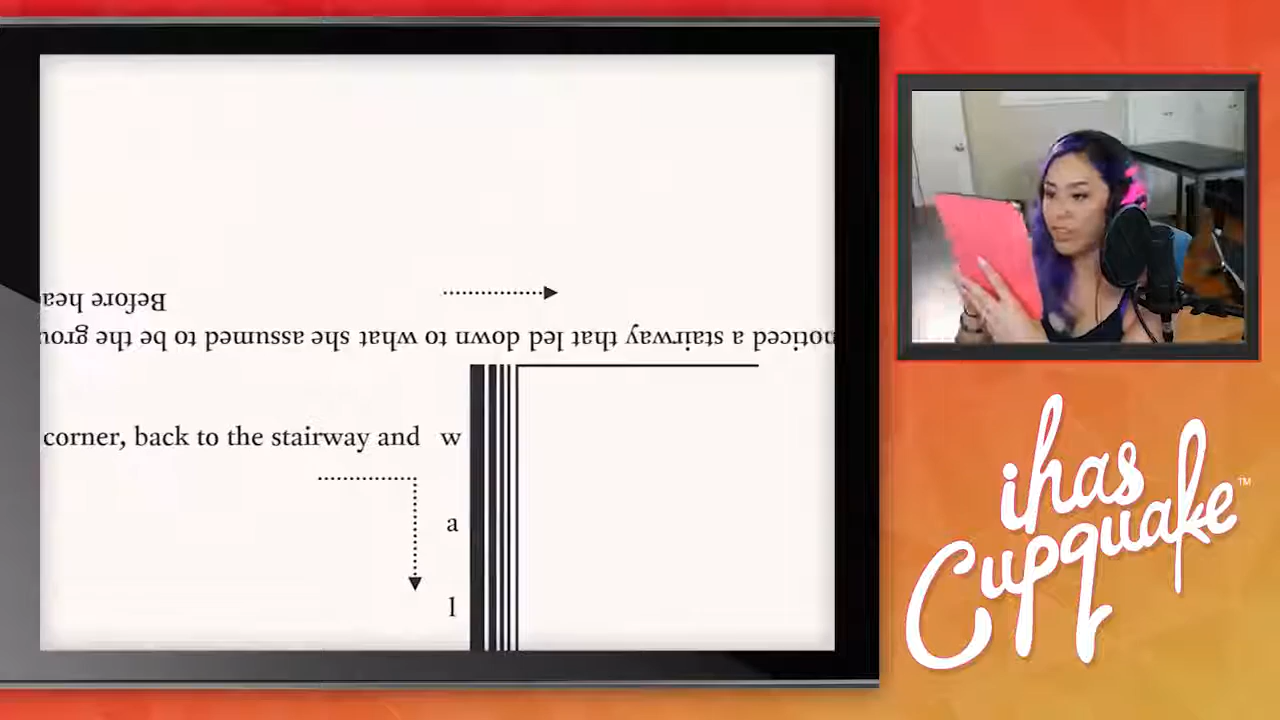 Before hea
noticed a stairway that led down to what she assumed to be the grou
corner, back to the stairway and w
a
l
ihas
Cupquake™